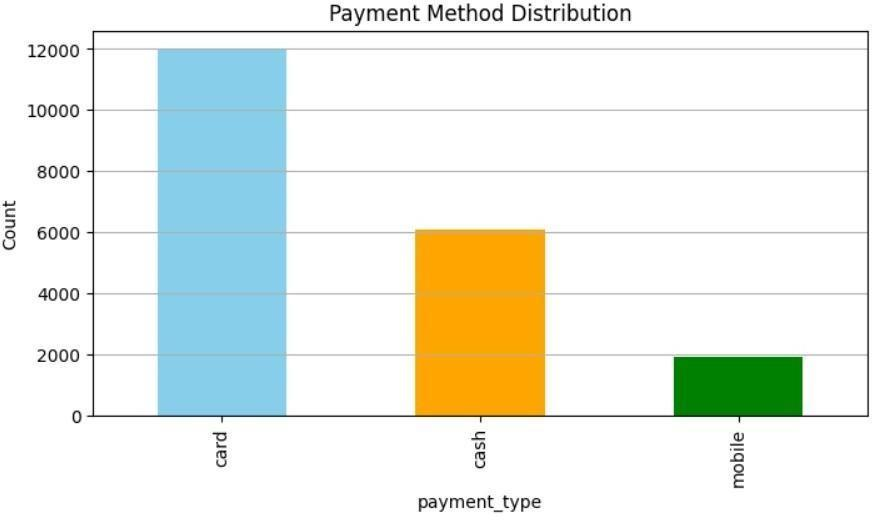 Payment Method Distribution
12000
10000
8000
6000
4000
2000
0
Count
card
cash
mobile
payment_type